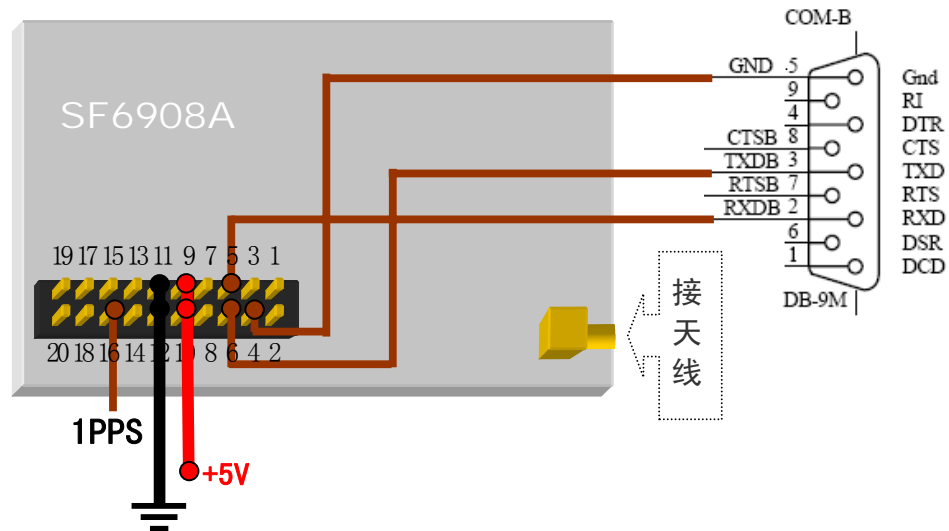 COM-B
GND .5 Gnd
9 RI
4 DTR
CTSB 8 CTS
TXDB 3 TXD
RTSB 7 RTS
RXDB 2 RXD
6 DSR
1 DCD
DB-9M
SF6908A
19 17 15 13 11 9 7 5 3 1
20 18 16 14 12 10 8 6 4 2
接
天
线
1PPS
+5V